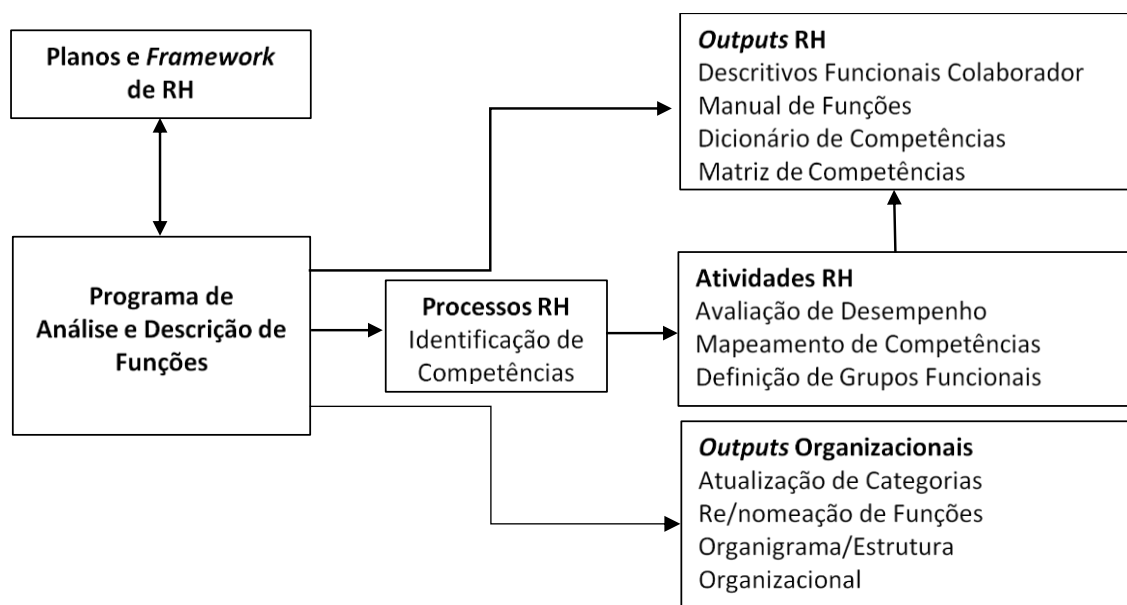 Planos e Framework
de RH
Programa de
Análise e Descrição de
Funções
Processos RH
Identificação de
Competências
Outputs RH
Descritivos Funcionais Colaborador
Manual de Funções
Dicionário de Competências
Matriz de Competências
Atividades RH
Avaliação de Desempenho
Mapeamento de Competências
Definição de Grupos Funcionais
Outputs Organizacionais
Atualização de Categorias
Re/nomeação de Funções
Organigrama/Estrutura
Organizacional